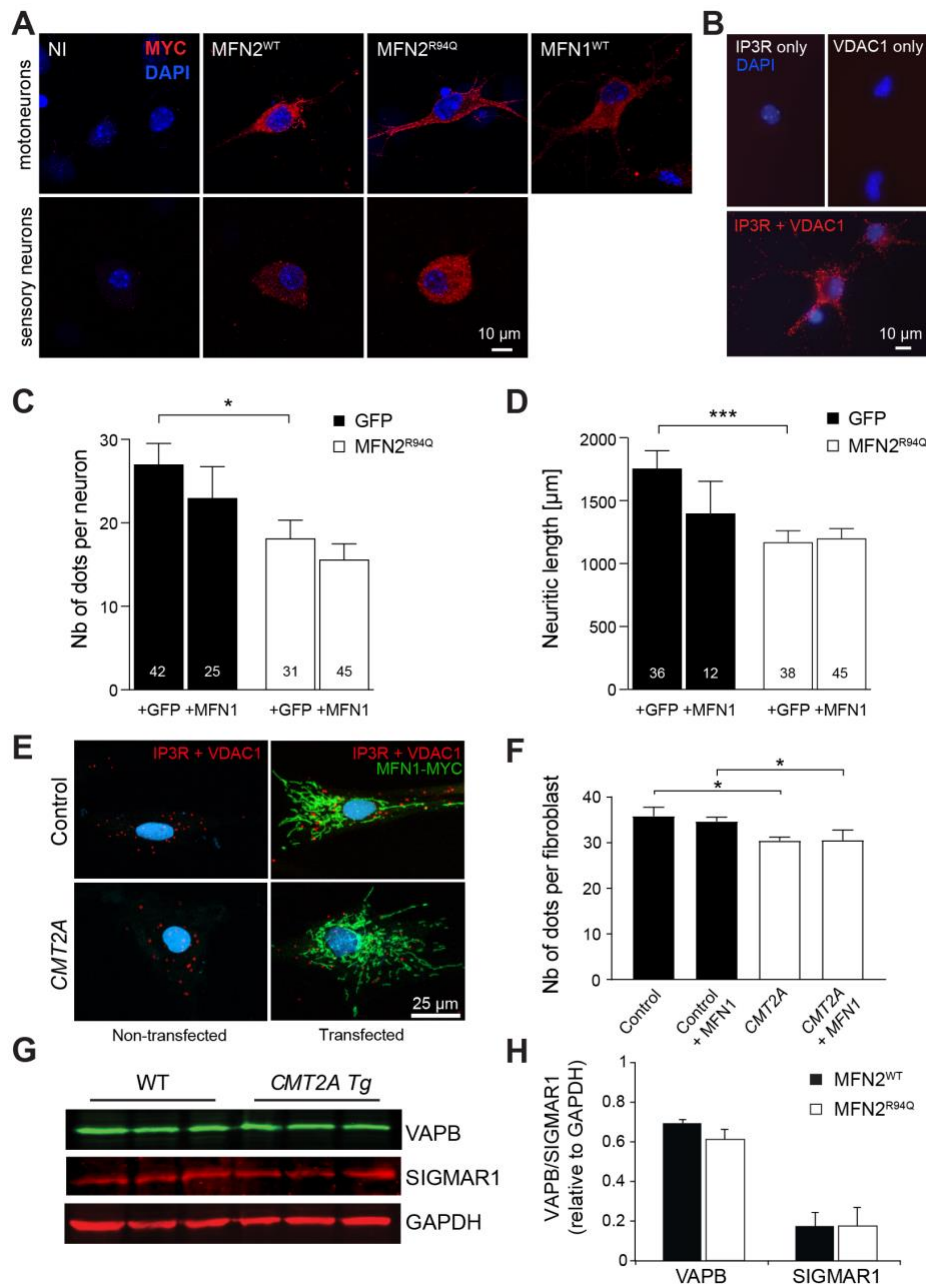 A
NI
MYC
DAPI
MFN2WT
MFN2R94Q
MFN1WT
motoneurons
sensory neurons
10 µm
B
IP3R only
DAPI
VDAC1 only
IP3R + VDAC1
10 µm
C
*
GFP
MFN2R94Q
Nb of dots per neuron
30
20
10
0
42
25
31
45
+GFP +MFN1
+GFP +MFN1
D
***
GFP
MFN2R94Q
Neuritic length [µm]
2000
1500
1000
500
0
36
12
38
45
+GFP +MFN1
+GFP +MFN1
E
Control
CMT2A
IP3R + VDAC1
IP3R + VDAC1
MFN1-MYC
25 µm
Non-transfected
Transfected
F
*
*
Nb of dots per fibroblast
40
30
20
10
0
Control
Control
+ MFN1
CMT2A
CMT2A
+ MFN1
G
WT
CMT2A Tg
VAPB
SIGMAR1
GAPDH
H
MFN2WT
MFN2R94Q
VAPB/SIGMAR1
(relative to GAPDH)
1
0.8
0.6
0.4
0.2
0
VAPB
SIGMAR1